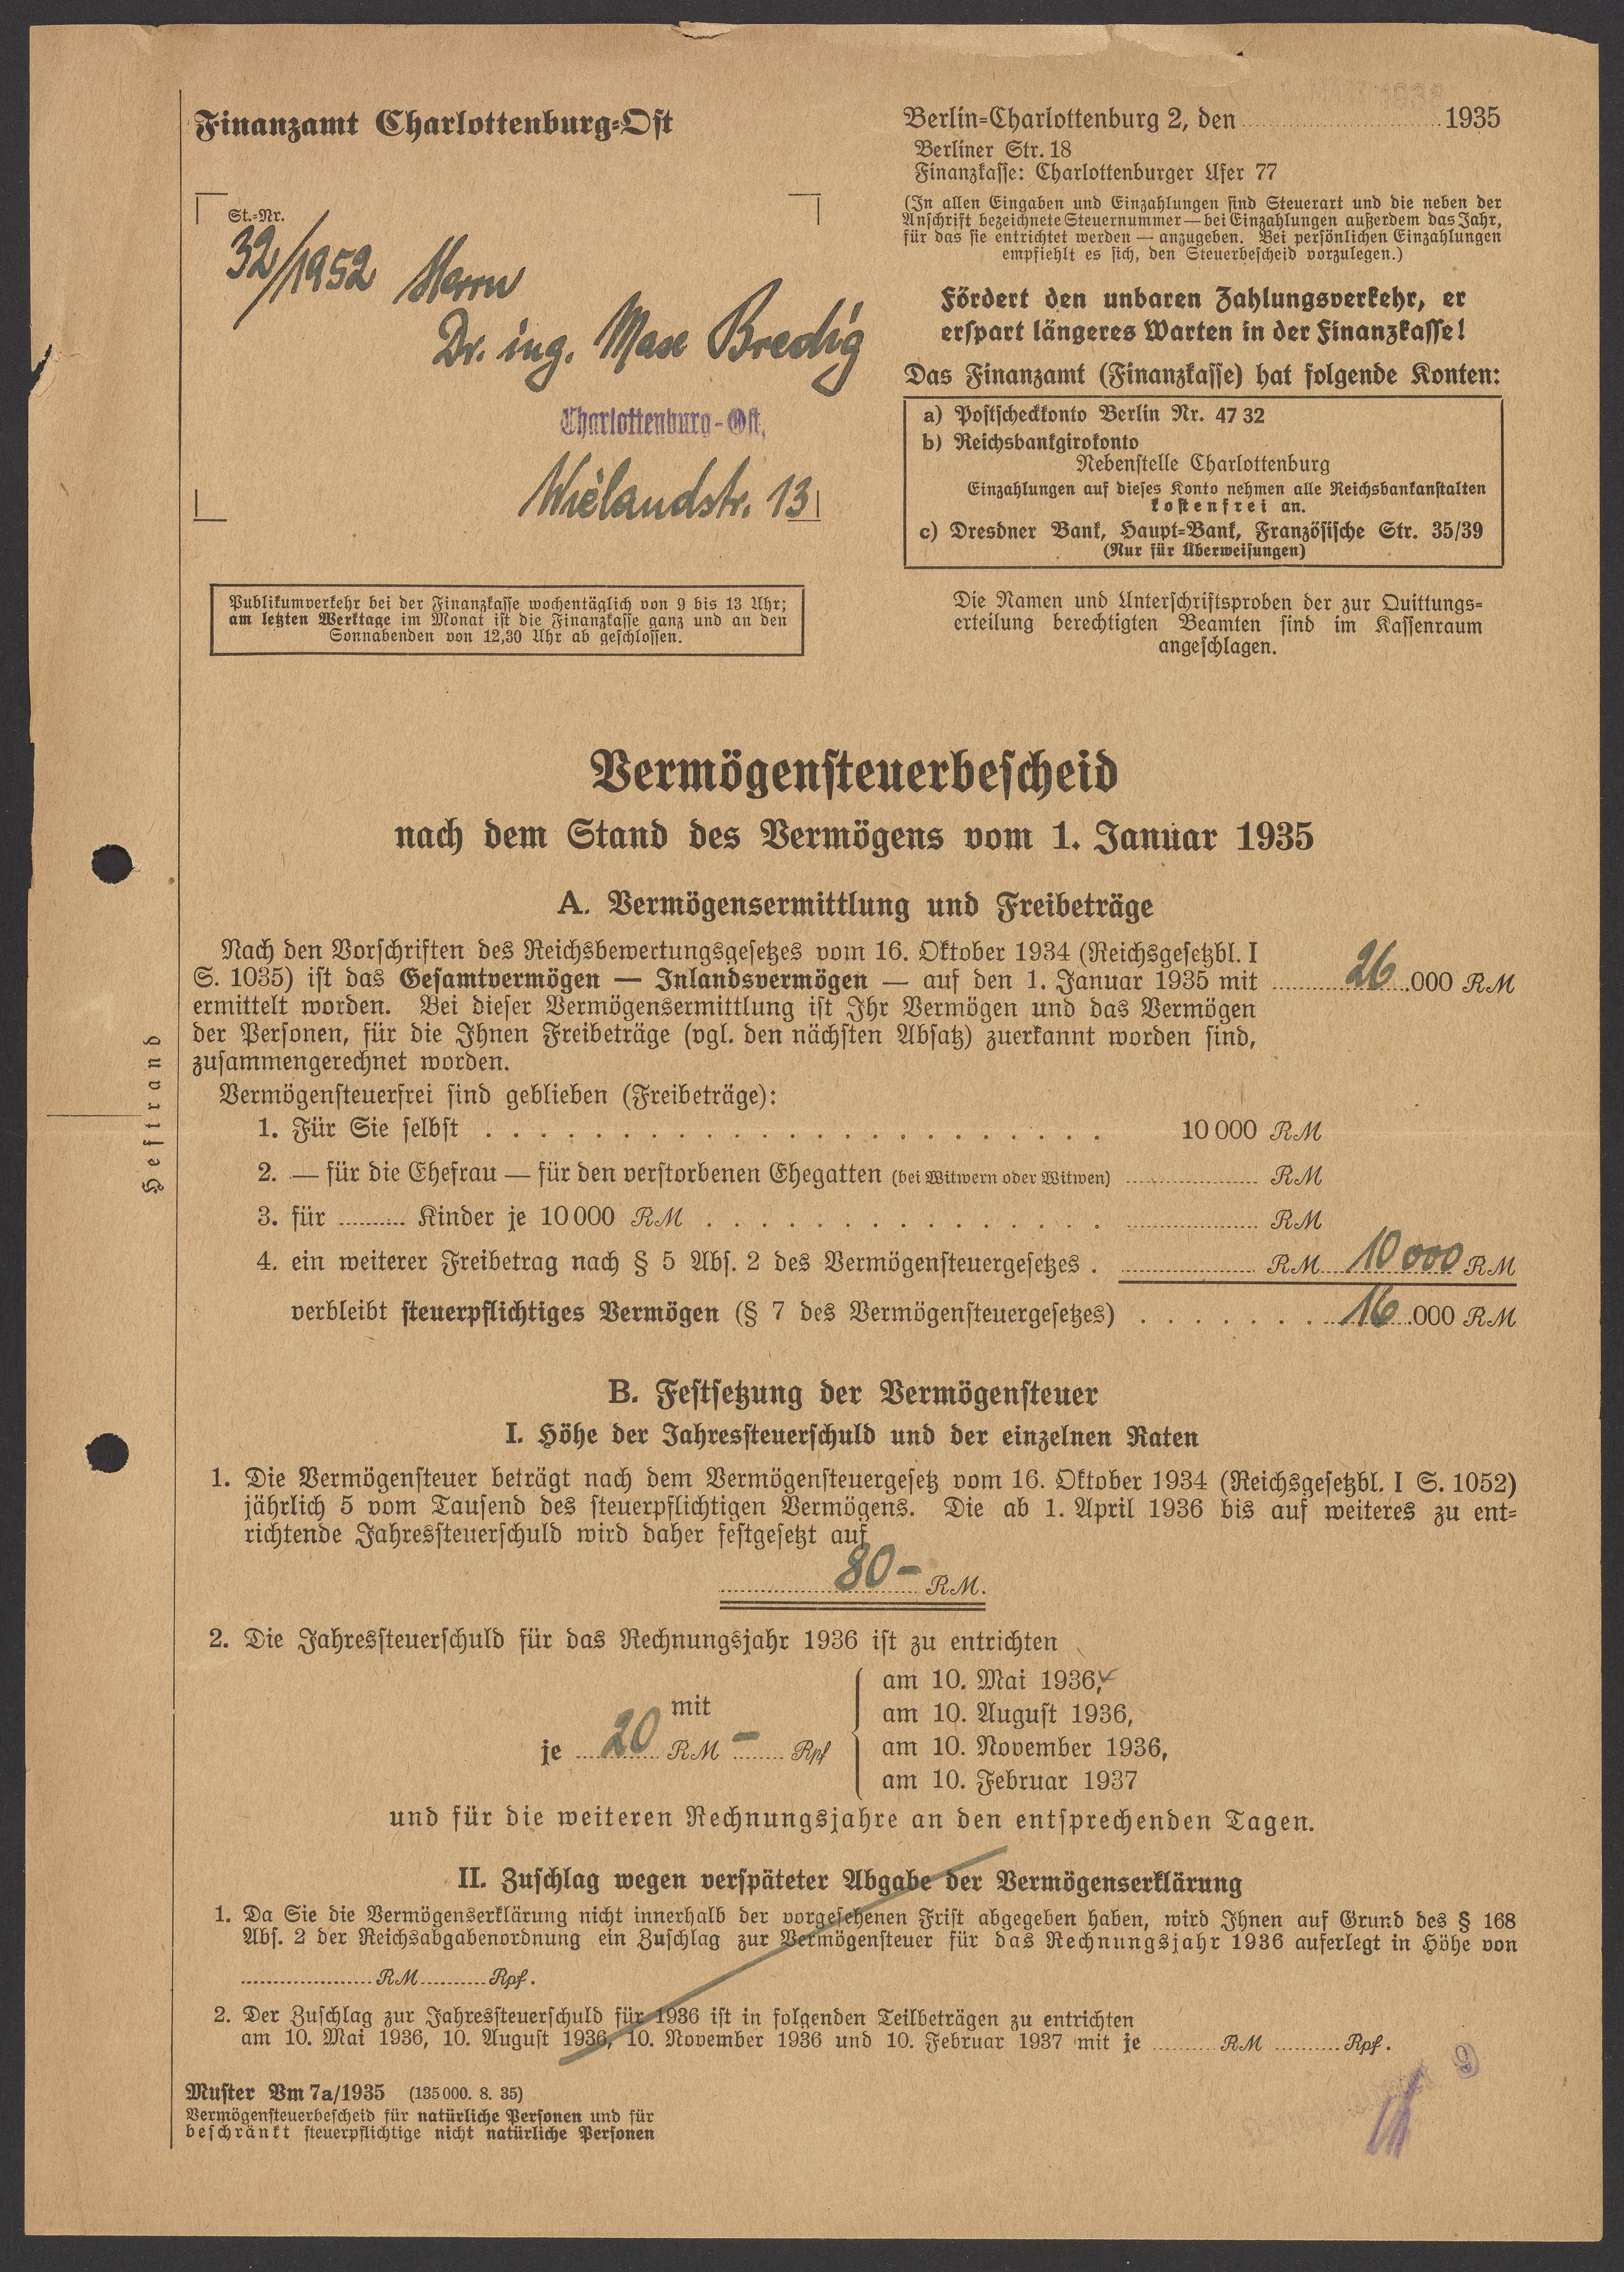 Finanzamt Charlottenburg-Ost
Berlin-Charlottenburg 2, den 1935
Berliner Str. 18
Finanzkasse: Charlottenburger Ufer 77
(In allen Eingaben und Einzahlungen sind Steuerart und die neben der
Anschrift bezeichnete Steuernummer — bei Einzahlungen außerdem das Jahr,
für das sie entrichtet werden — anzugeben. Bei persönlichen Einzahlungen
empfiehlt es sich, den Steuerbescheid vorzulegen.)
St.-Nr.
32/1952 Herrn
Dr. ing. Max Bredig
Charlottenburg-Ost,
Wielandstr. 13
Fördert den unbaren Zahlungsverkehr, er
erspart längeres Warten in der Finanzkasse!
Das Finanzamt (Finanzkasse) hat folgende Konten:
a) Postscheckkonto Berlin Nr. 47 32
b) Reichsbankgirokonto
Nebenstelle Charlottenburg
Einzahlungen auf dieses Konto nehmen alle Reichsbankanstalten
kostenfrei an.
c) Dresdner Bank, Haupt-Bank, Französische Str. 35/39
(Nur für Überweisungen)
Publikumverkehr bei der Finanzkasse wochentäglich von 9 bis 13 Uhr;
am letzten Werktage im Monat ist die Finanzkasse ganz und an den
Sonnabenden von 12,30 Uhr ab geschlossen.
Die Namen und Unterschriftsproben der zur Quittungs-
erteilung berechtigten Beamten sind im Kassenraum
angeschlagen.
Vermögensteuerbescheid
nach dem Stand des Vermögens vom 1. Januar 1935
A. Vermögensermittlung und Freibeträge
Nach den Vorschriften des Reichsbewertungsgesetzes vom 16. Oktober 1934 (Reichsgesetzbl. I
S. 1035) ist das Gesamtvermögen — Inlandsvermögen — auf den 1. Januar 1935 mit 26.000 RM
ermittelt worden. Bei dieser Vermögensermittlung ist Ihr Vermögen und das Vermögen
der Personen, für die Ihnen Freibeträge (vgl. den nächsten Absatz) zuerkannt worden sind,
zusammengerechnet worden.
Heftrand
Vermögensteuerfrei sind geblieben (Freibeträge):
1. Für Sie selbst . . . . . . . . . . . . . . . . . . . . . . . 10 000 RM
2. — für die Ehefrau — für den verstorbenen Ehegatten (bei Witwern oder Witwen) RM
3. für Kinder je 10 000 RM . . . . . . . . . . . . . . . RM
4. ein weiterer Freibetrag nach § 5 Abs. 2 des Vermögensteuergesetzes . RM 10 000 RM
verbleibt steuerpflichtiges Vermögen (§ 7 des Vermögensteuergesetzes) . . . . . . . 16.000 RM
B. Festsetzung der Vermögensteuer
I. Höhe der Jahressteuerschuld und der einzelnen Raten
1. Die Vermögensteuer beträgt nach dem Vermögensteuergesetz vom 16. Oktober 1934 (Reichsgesetzbl. I S. 1052)
jährlich 5 vom Tausend des steuerpflichtigen Vermögens. Die ab 1. April 1936 bis auf weiteres zu ent-
richtende Jahressteuerschuld wird daher festgesetzt auf
80- RM.
2. Die Jahressteuerschuld für das Rechnungsjahr 1936 ist zu entrichten
mit
je 20 RM - Rpf
am 10. Mai 1936,
am 10. August 1936,
am 10. November 1936,
am 10. Februar 1937
und für die weiteren Rechnungsjahre an den entsprechenden Tagen.
II. Zuschlag wegen verspäteter Abgabe der Vermögenserklärung
1. Da Sie die Vermögenserklärung nicht innerhalb der vorgesehenen Frist abgegeben haben, wird Ihnen auf Grund des § 168
Abs. 2 der Reichsabgabenordnung ein Zuschlag zur Vermögensteuer für das Rechnungsjahr 1936 auferlegt in Höhe von
RM Rpf.
2. Der Zuschlag zur Jahressteuerschuld für 1936 ist in folgenden Teilbeträgen zu entrichten
am 10. Mai 1936, 10. August 1936, 10. November 1936 und 10. Februar 1937 mit je RM Rpf.
Muster Vm 7a/1935 (135 000. 8. 35)
Vermögensteuerbescheid für natürliche Personen und für
beschränkt steuerpflichtige nicht natürliche Personen